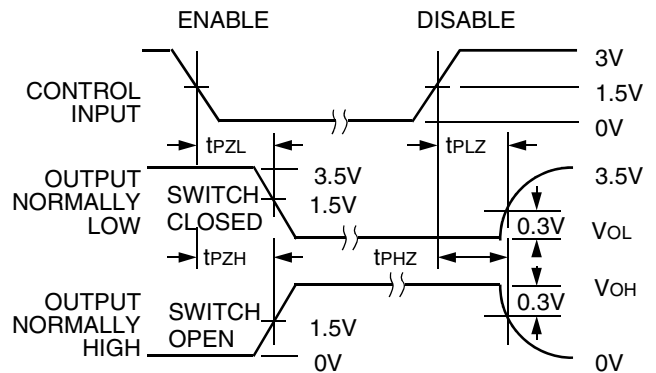 ENABLE DISABLE
CONTROL INPUT
3V
1.5V
0V
tPZL
tPLZ
OUTPUT NORMALLY LOW
SWITCH CLOSED
3.5V
1.5V
3.5V
0.3V
VOL
tPZH
tPHZ
OUTPUT NORMALLY HIGH
SWITCH OPEN
1.5V
0V
VOH
0.3V
0V